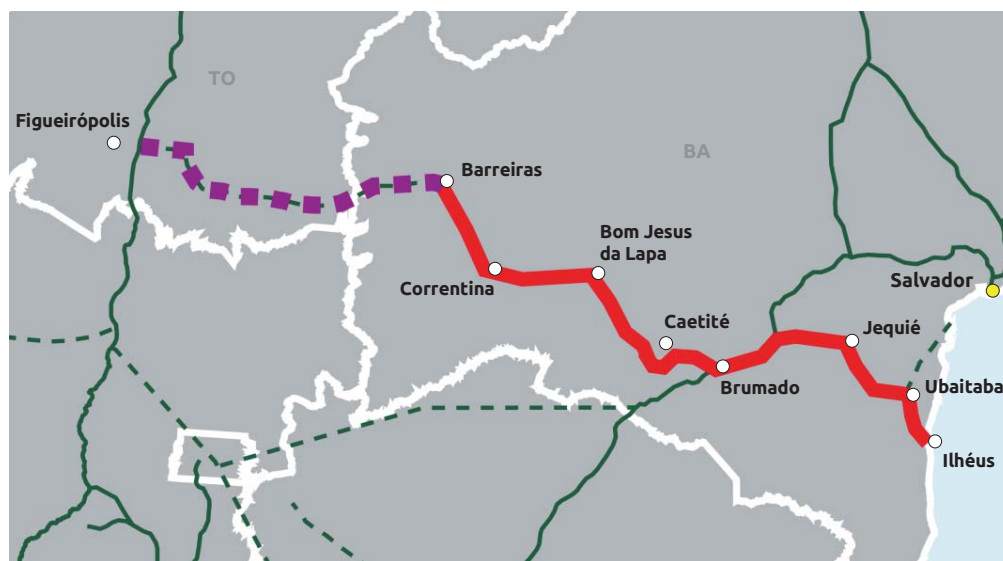 TO
Figueirópolis
BA
Barreiras
Bom Jesus
da Lapa
Correntina
Salvador
Caetité
Jequié
Brumado
Ubaitaba
Ilhéus